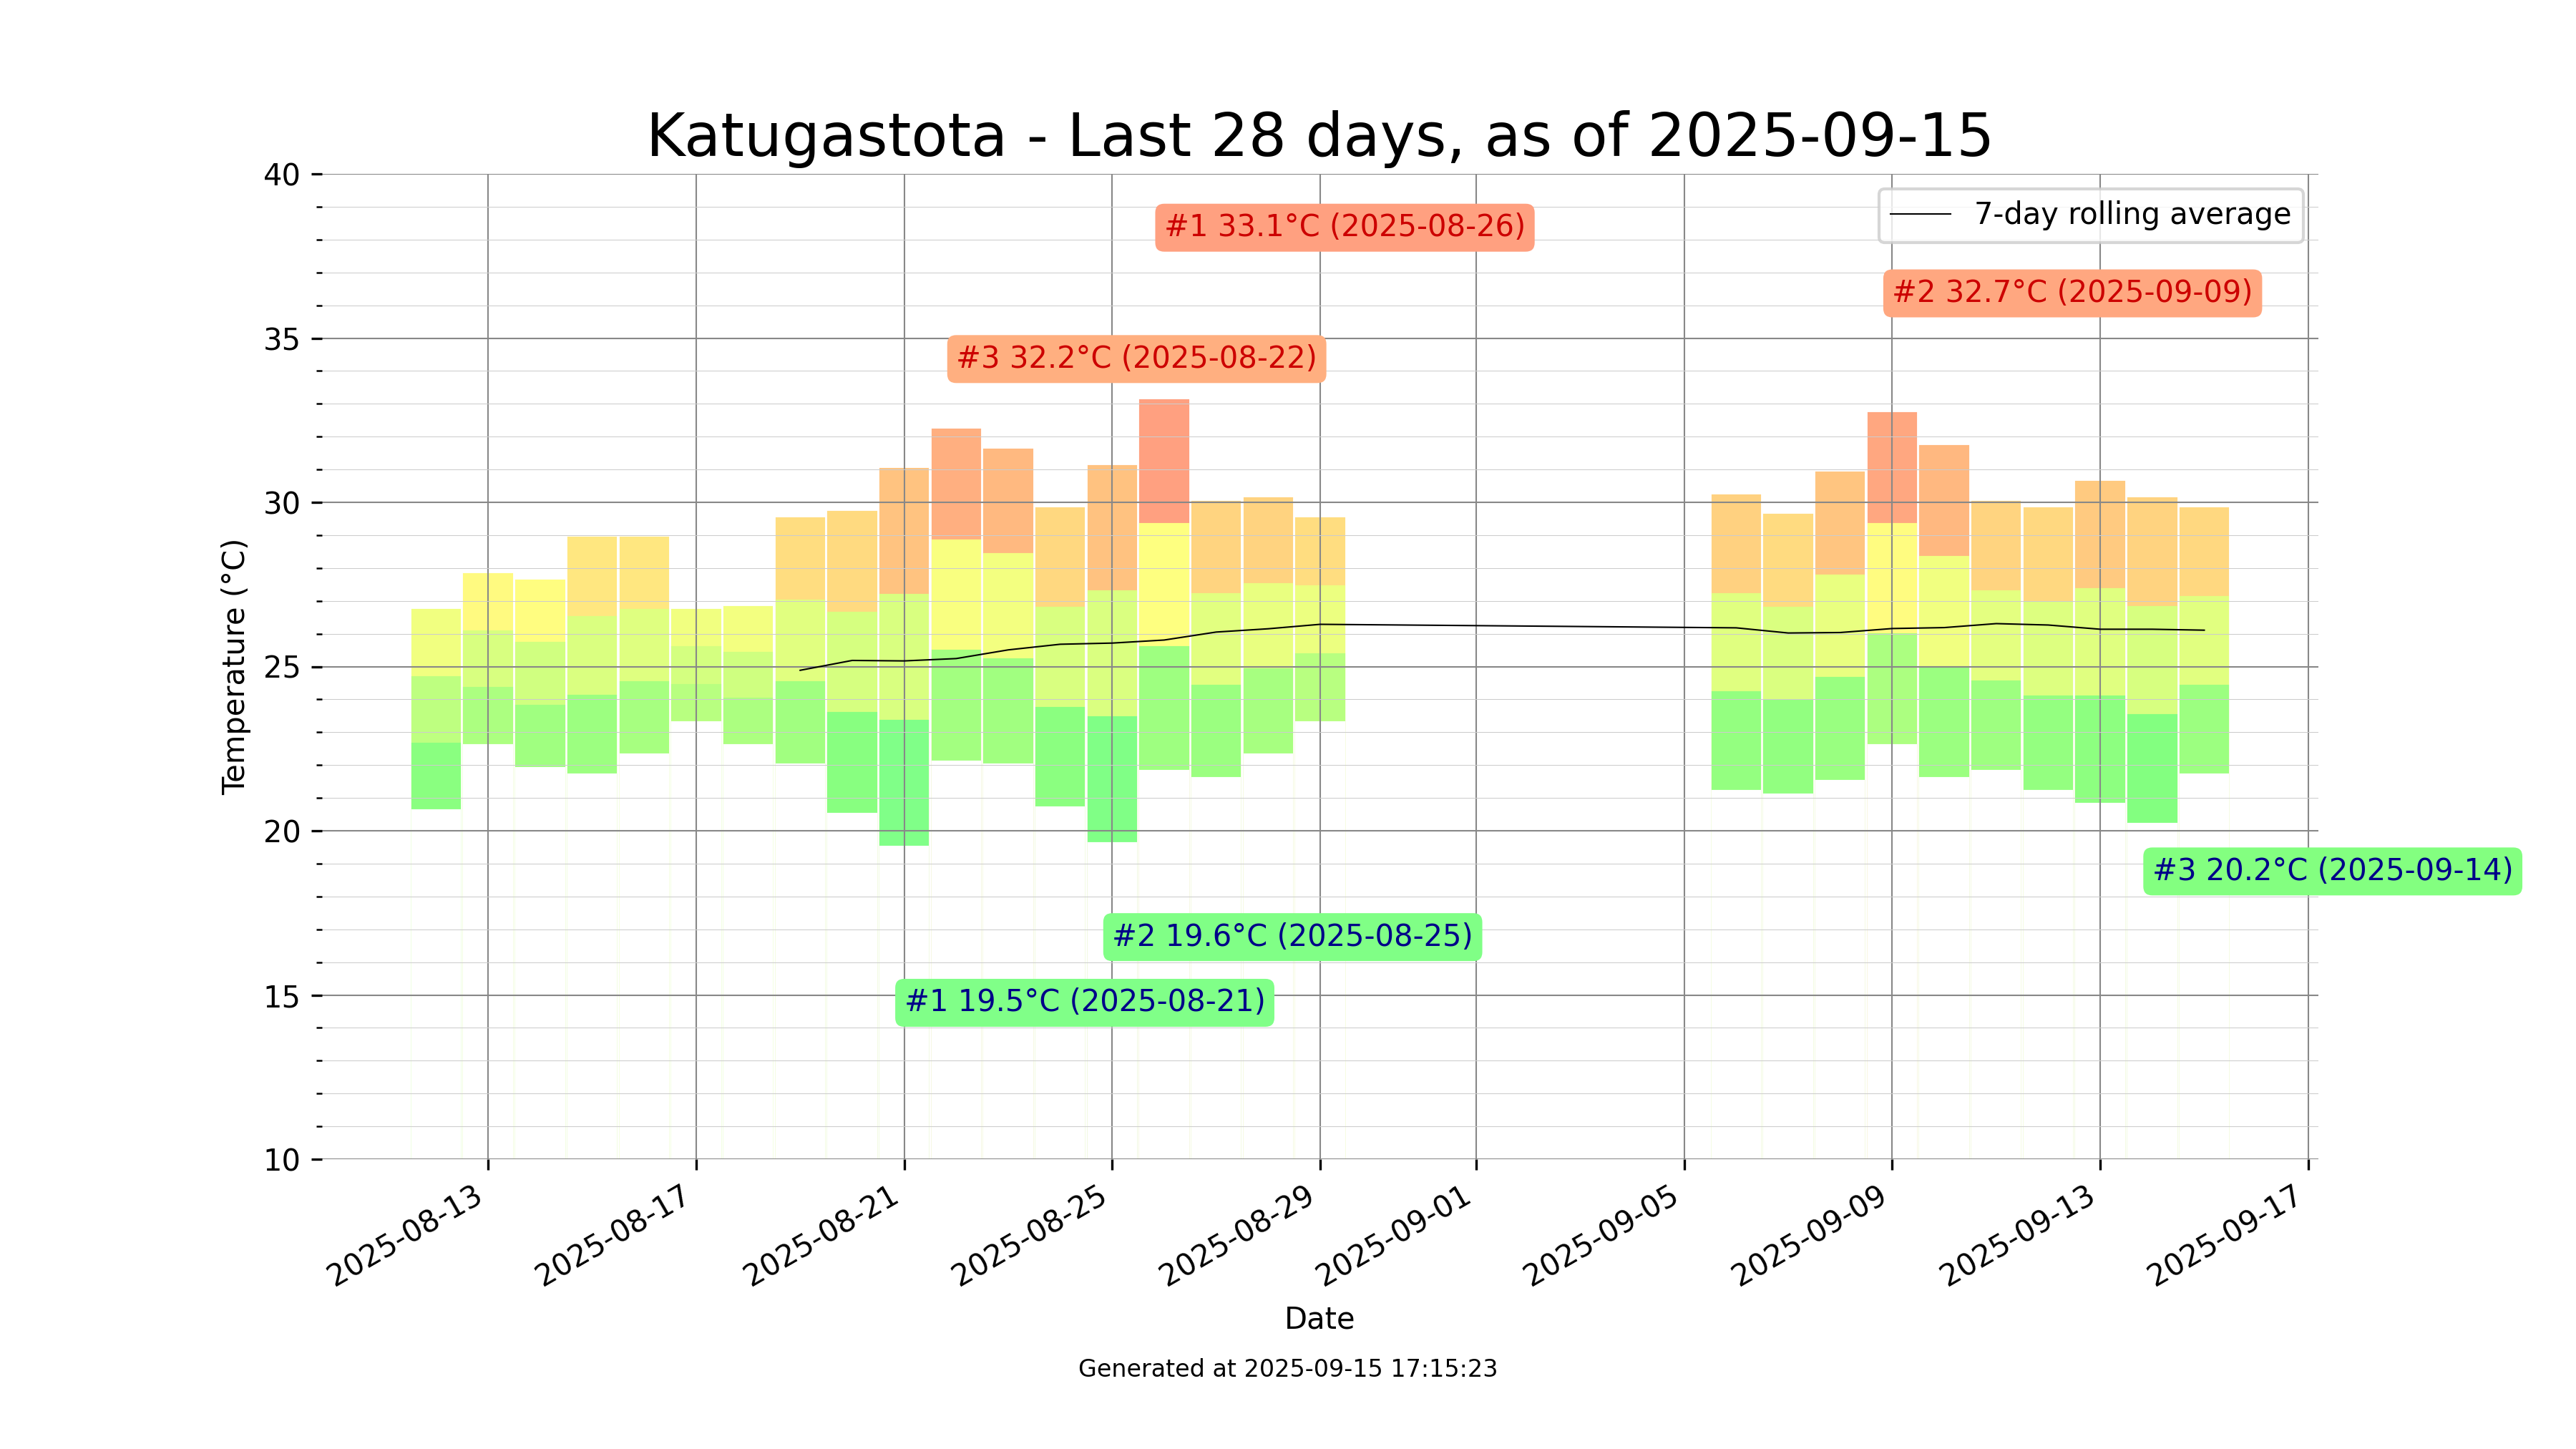 Katugastota - Last 28 days, as of 2025-09-15
40
35
30
25
20
15
10
Temperature (°C)
7-day rolling average
#1 33.1°C (2025-08-26)
#2 32.7°C (2025-09-09)
#3 32.2°C (2025-08-22)
#3 20.2°C (2025-09-14)
#2 19.6°C (2025-08-25)
#1 19.5°C (2025-08-21)
2025-08-13
2025-08-17
2025-08-21
2025-08-25
2025-08-29
2025-09-01
2025-09-05
2025-09-09
2025-09-13
2025-09-17
Date
Generated at 2025-09-15 17:15:23